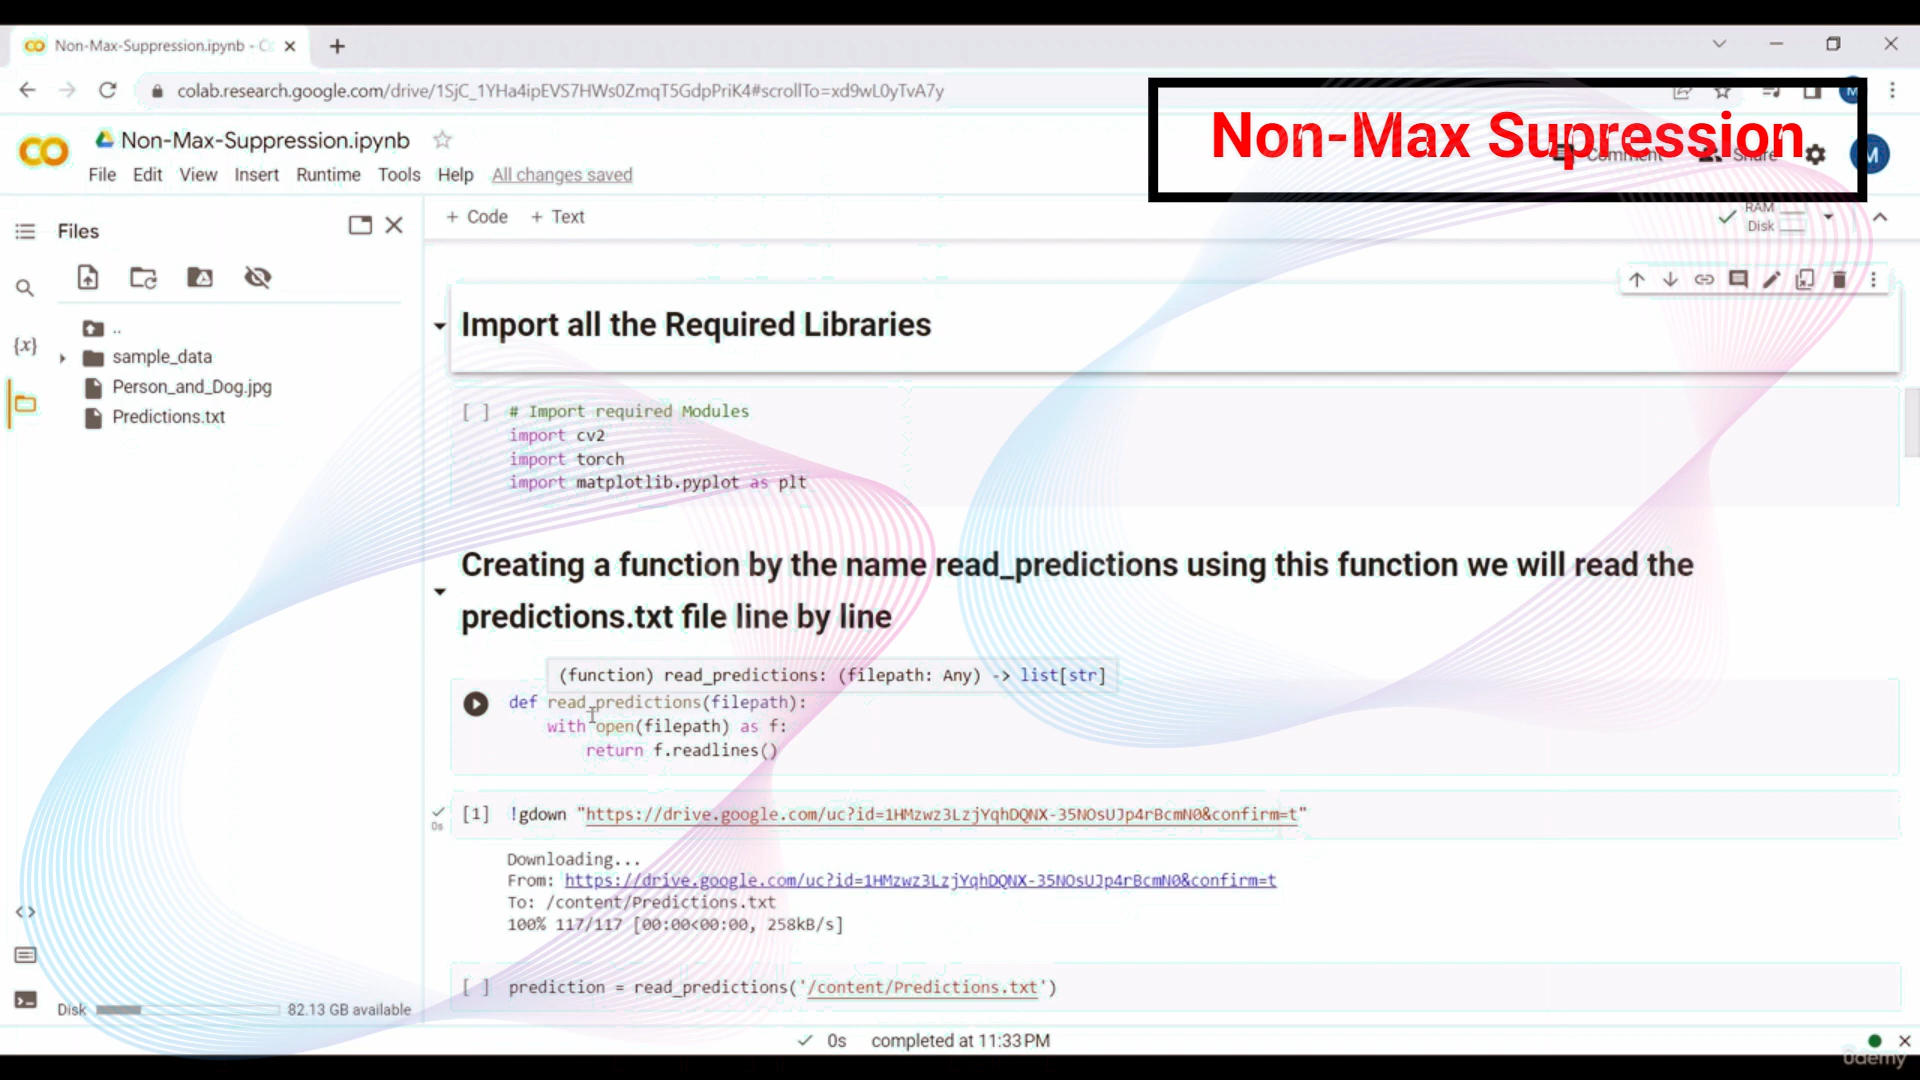 Non-Max-Suppression.ipynb - C
colab.research.google.com/drive/1SjC_1YHa4ipEVS7HWs0ZmqT5GdpPriK4#scrollTo=xd9wL0yTvA7y
M
Non-Max Supression
Non-Max-Suppression.ipynb
Comment
Share
M
File Edit View Insert Runtime Tools Help All changes saved
Files
+ Code + Text
RAM
Disk
..
sample_data
Person_and_Dog.jpg
Predictions.txt
{x}
Import all the Required Libraries
[ ] # Import required Modules
import cv2
import torch
import matplotlib.pyplot as plt
Creating a function by the name read_predictions using this function we will read the
predictions.txt file line by line
(function) read_predictions: (filepath: Any) -> list[str]
def read_predictions(filepath):
with open(filepath) as f:
return f.readlines()
[1] !gdown "https://drive.google.com/uc?id=1HMzwz3LzjYqhDQNX-35NOsUJp4rBcmN0&confirm=t"
0s
Downloading...
From: https://drive.google.com/uc?id=1HMzwz3LzjYqhDQNX-35NOsUJp4rBcmN0&confirm=t
To: /content/Predictions.txt
100% 117/117 [00:00<00:00, 258kB/s]
[ ] prediction = read_predictions('/content/Predictions.txt')
Disk 82.13 GB available
0s completed at 11:33 PM
ûdemy